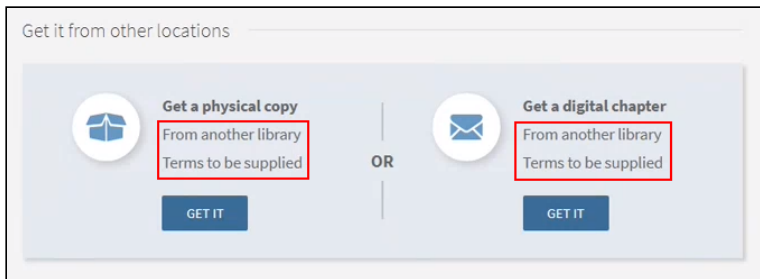 Get it from other locations
Get a physical copy
From another library
Terms to be supplied
GET IT
OR
Get a digital chapter
From another library
Terms to be supplied
GET IT